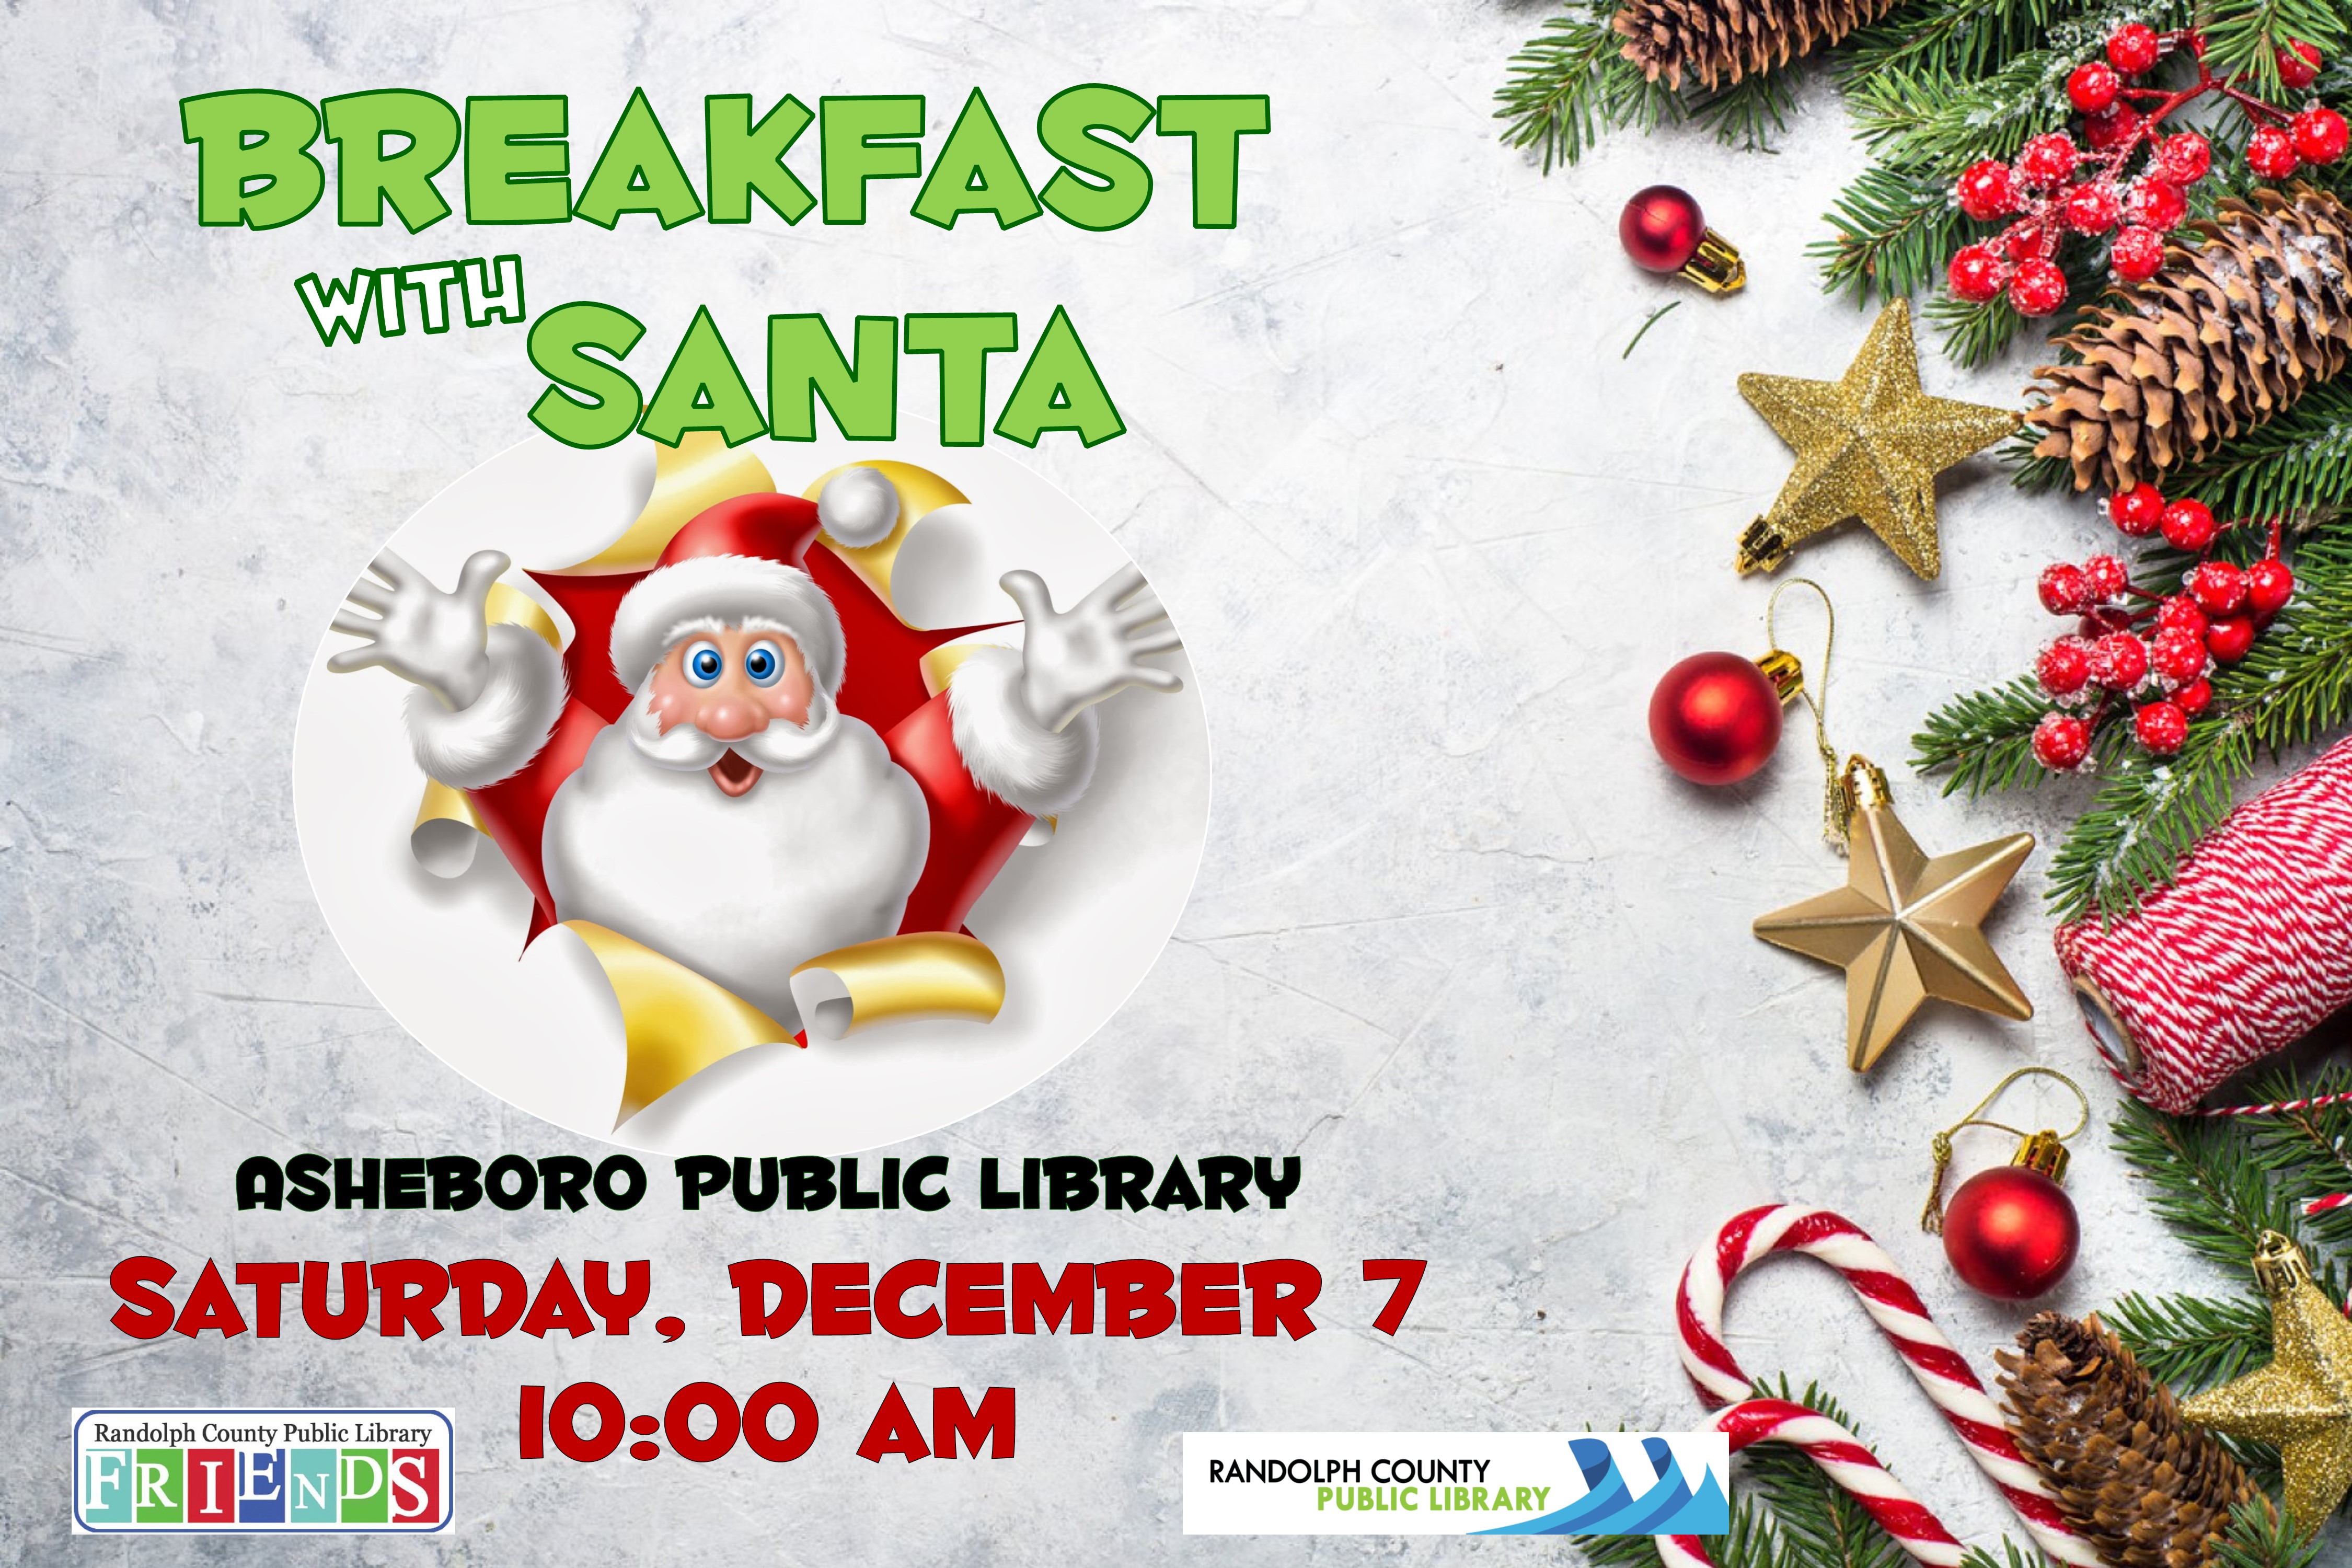 BREAKFAST
WITH
SANTA
ASHEBORO PUBLIC LIBRARY
SATURDAY, DECEMBER 7
10:00 AM
Randolph County Public Library
FRIENDS
RANDOLPH COUNTY
PUBLIC LIBRARY